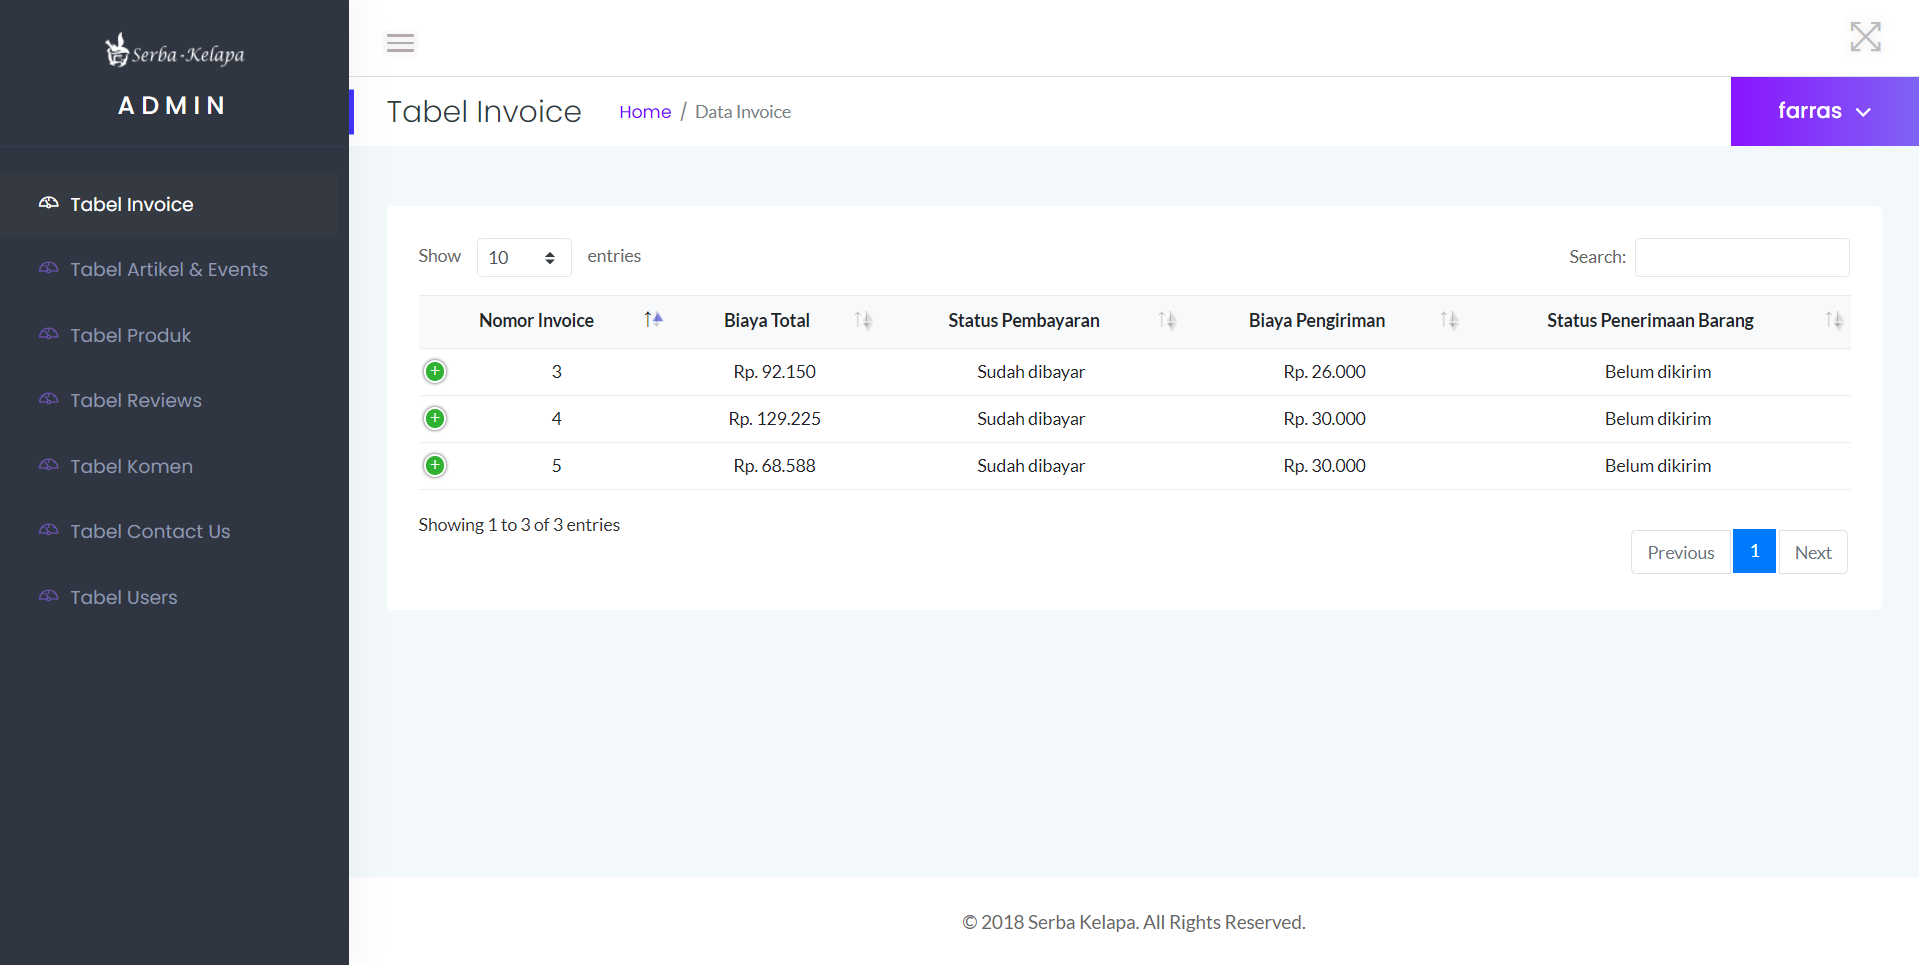 Serba-Kelapa
ADMIN
Tabel Invoice
Tabel Artikel & Events
Tabel Produk
Tabel Reviews
Tabel Komen
Tabel Contact Us
Tabel Users
Tabel Invoice Home / Data Invoice
farras
Show 10 entries Search:
Nomor Invoice Biaya Total Status Pembayaran Biaya Pengiriman Status Penerimaan Barang
3 Rp. 92.150 Sudah dibayar Rp. 26.000 Belum dikirim
4 Rp. 129.225 Sudah dibayar Rp. 30.000 Belum dikirim
5 Rp. 68.588 Sudah dibayar Rp. 30.000 Belum dikirim
Showing 1 to 3 of 3 entries
Previous 1 Next
© 2018 Serba Kelapa. All Rights Reserved.